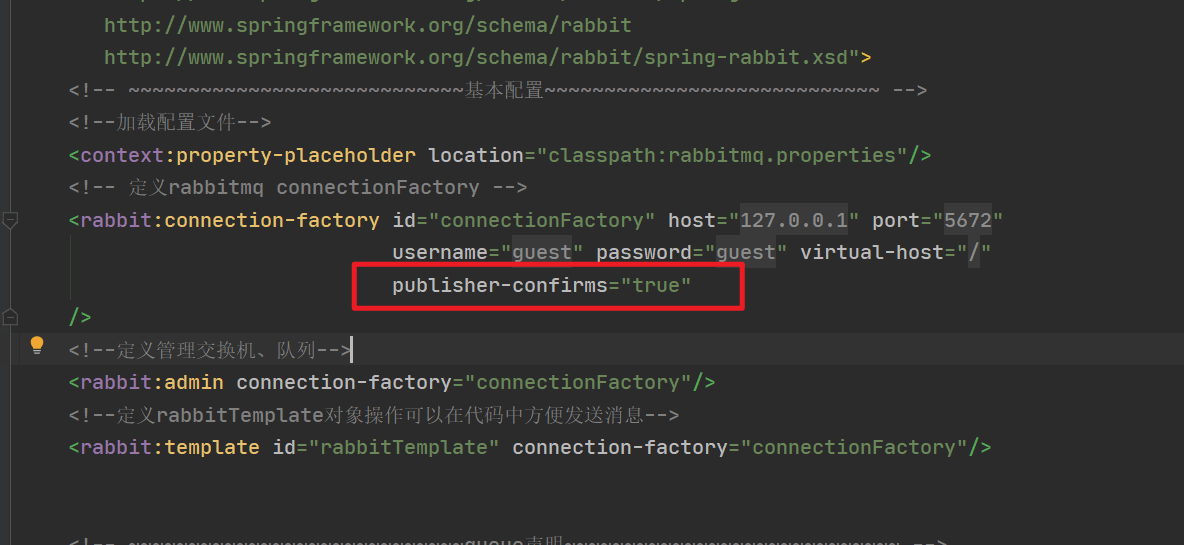 http://www.springframework.org/schema/rabbit
http://www.springframework.org/schema/rabbit/spring-rabbit.xsd">
<!-- ~~~~~~~~~~~~~~~~~~~~~~~~~~~~基本配置~~~~~~~~~~~~~~~~~~~~~~~~~~~~ -->
<!--加载配置文件-->
<context:property-placeholder location="classpath:rabbitmq.properties"/>
<!-- 定义rabbitmq connectionFactory -->
<rabbit:connection-factory id="connectionFactory" host="127.0.0.1" port="5672"
username="guest" password="guest" virtual-host="/"
publisher-confirms="true"
/>
<!--定义管理交换机、队列-->
<rabbit:admin connection-factory="connectionFactory"/>
<!--定义rabbitTemplate对象操作可以在代码中方便发送消息-->
<rabbit:template id="rabbitTemplate" connection-factory="connectionFactory"/>